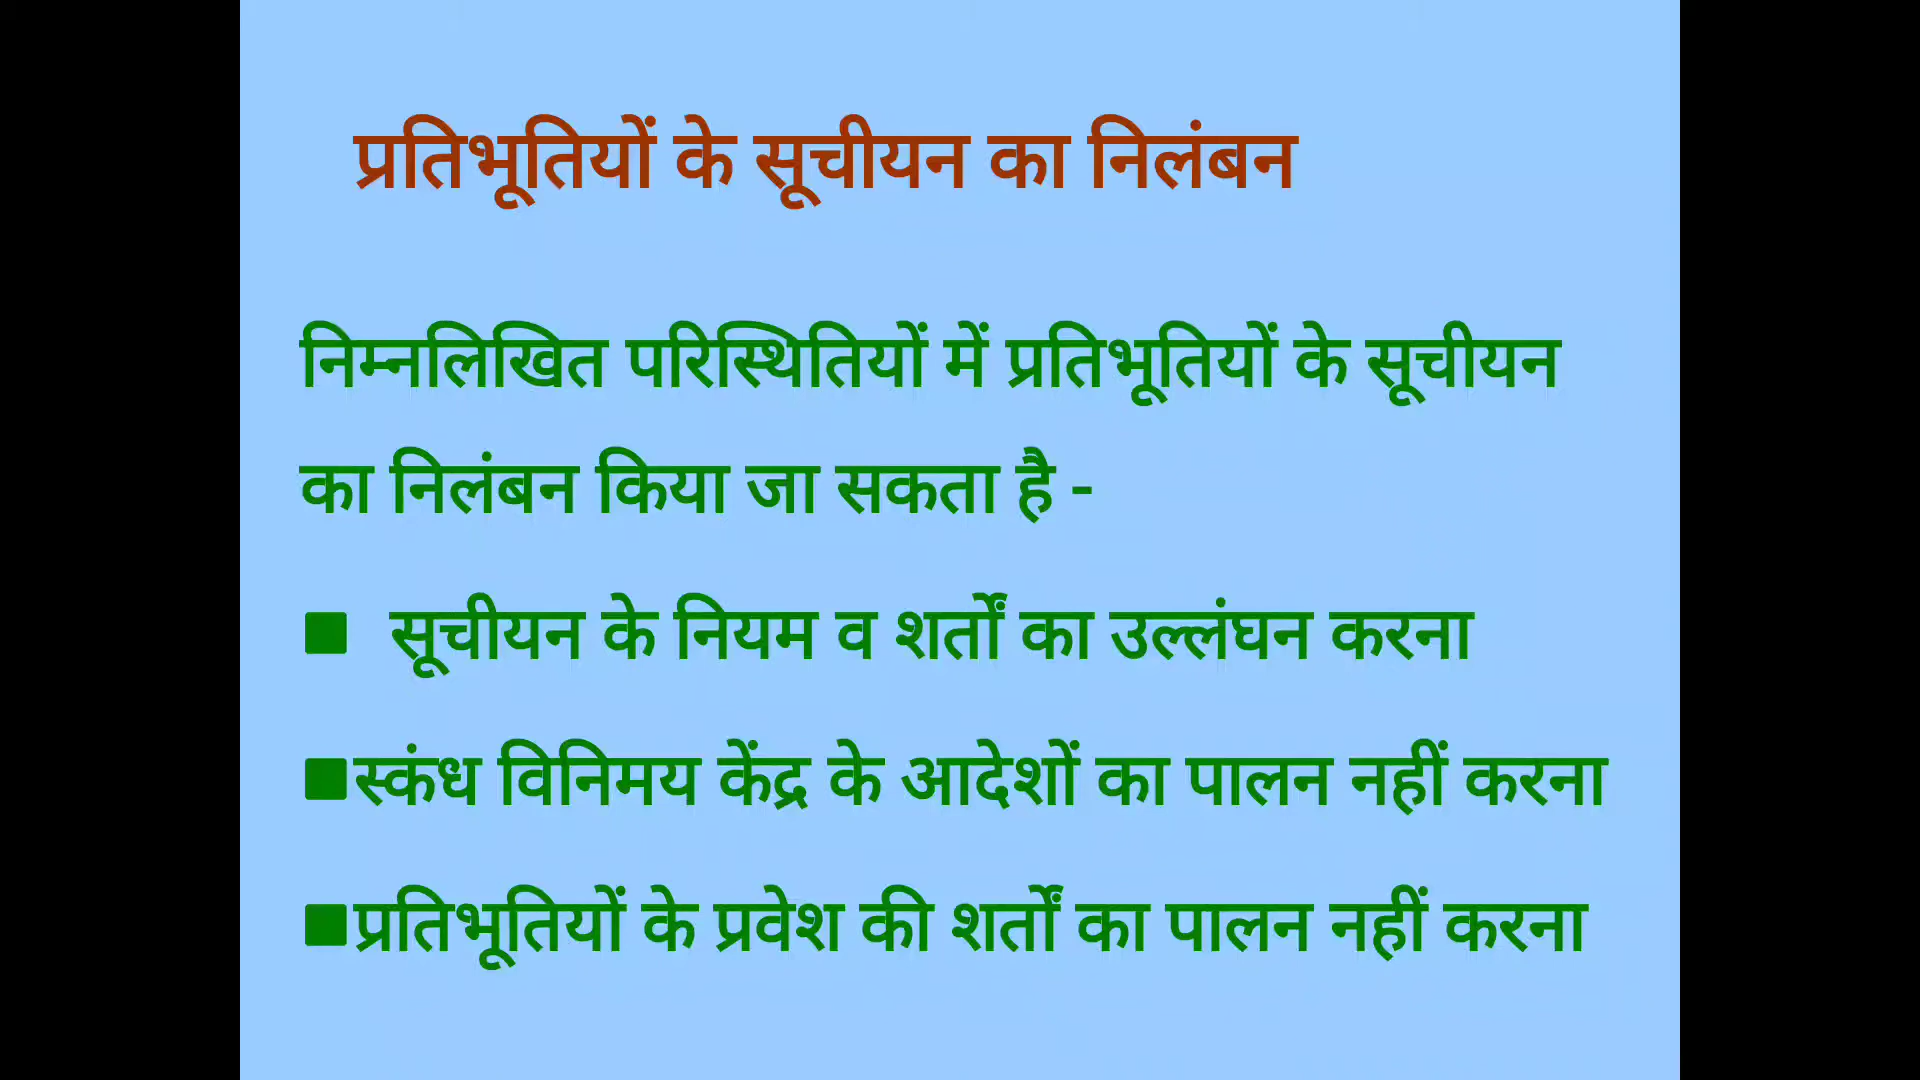 प्रतिभूतियों के सूचीयन का निलंबन
निम्नलिखित परिस्थितियों में प्रतिभूतियों के सूचीयन
का निलंबन किया जा सकता है -
■ सूचीयन के नियम व शर्तों का उल्लंघन करना
■स्कंध विनिमय केंद्र के आदेशों का पालन नहीं करना
■प्रतिभूतियों के प्रवेश की शर्तों का पालन नहीं करना